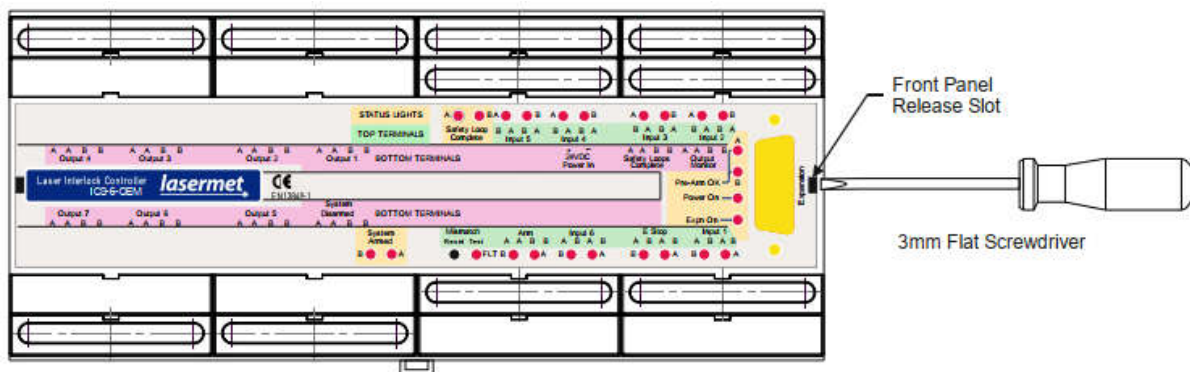 Front Panel
Release Slot
3mm Flat Screwdriver
STATUS LIGHTS
A B A B A B A B A B
TOP TERMINALS
Safety Loop
Complete
B A B A
Input 5
B A B A
Input 4
B A B A
Input 3
B A B A
Input 2
A A B B
Output 4
A A B B
Output 3
A A B B
Output 2
A A B B
Output 1
BOTTOM TERMINALS
24VDC
Power In
A A B B
Safety Loops
Complete
Output
Monitor
A
B
Pre-Arm OK
Power On
Expn On
Expansion
Laser Interlock Controller
ICS-6-OEM
lasermet
CE
Output 7
A A B B
Output 6
A A B B
Output 5
A A B B
System
Disarmed
A A B B
BOTTOM TERMINALS
System
Armed
B A
Mismatch
Reset Test
FLT
Arm
A A B B
B A
Input 6
A A B B
B A
E Stop
A A B B
B A
Input 1
A A B B
B A